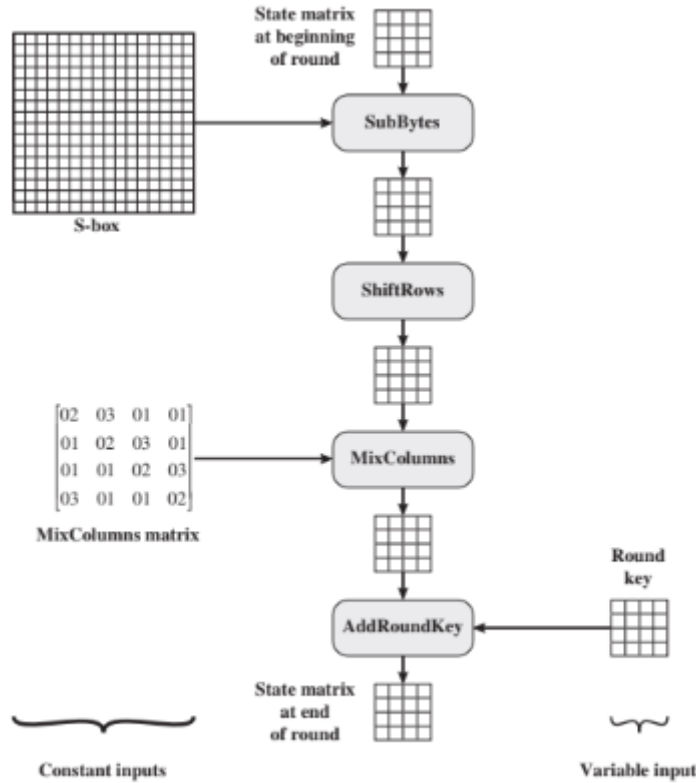 State matrix
at beginning
of round
SubBytes
S-box
ShiftRows
02 03 01 01
01 02 03 01
01 01 02 03
03 01 01 02
MixColumns
MixColumns matrix
Round
key
AddRoundKey
State matrix
at end
of round
Constant inputs
Variable input